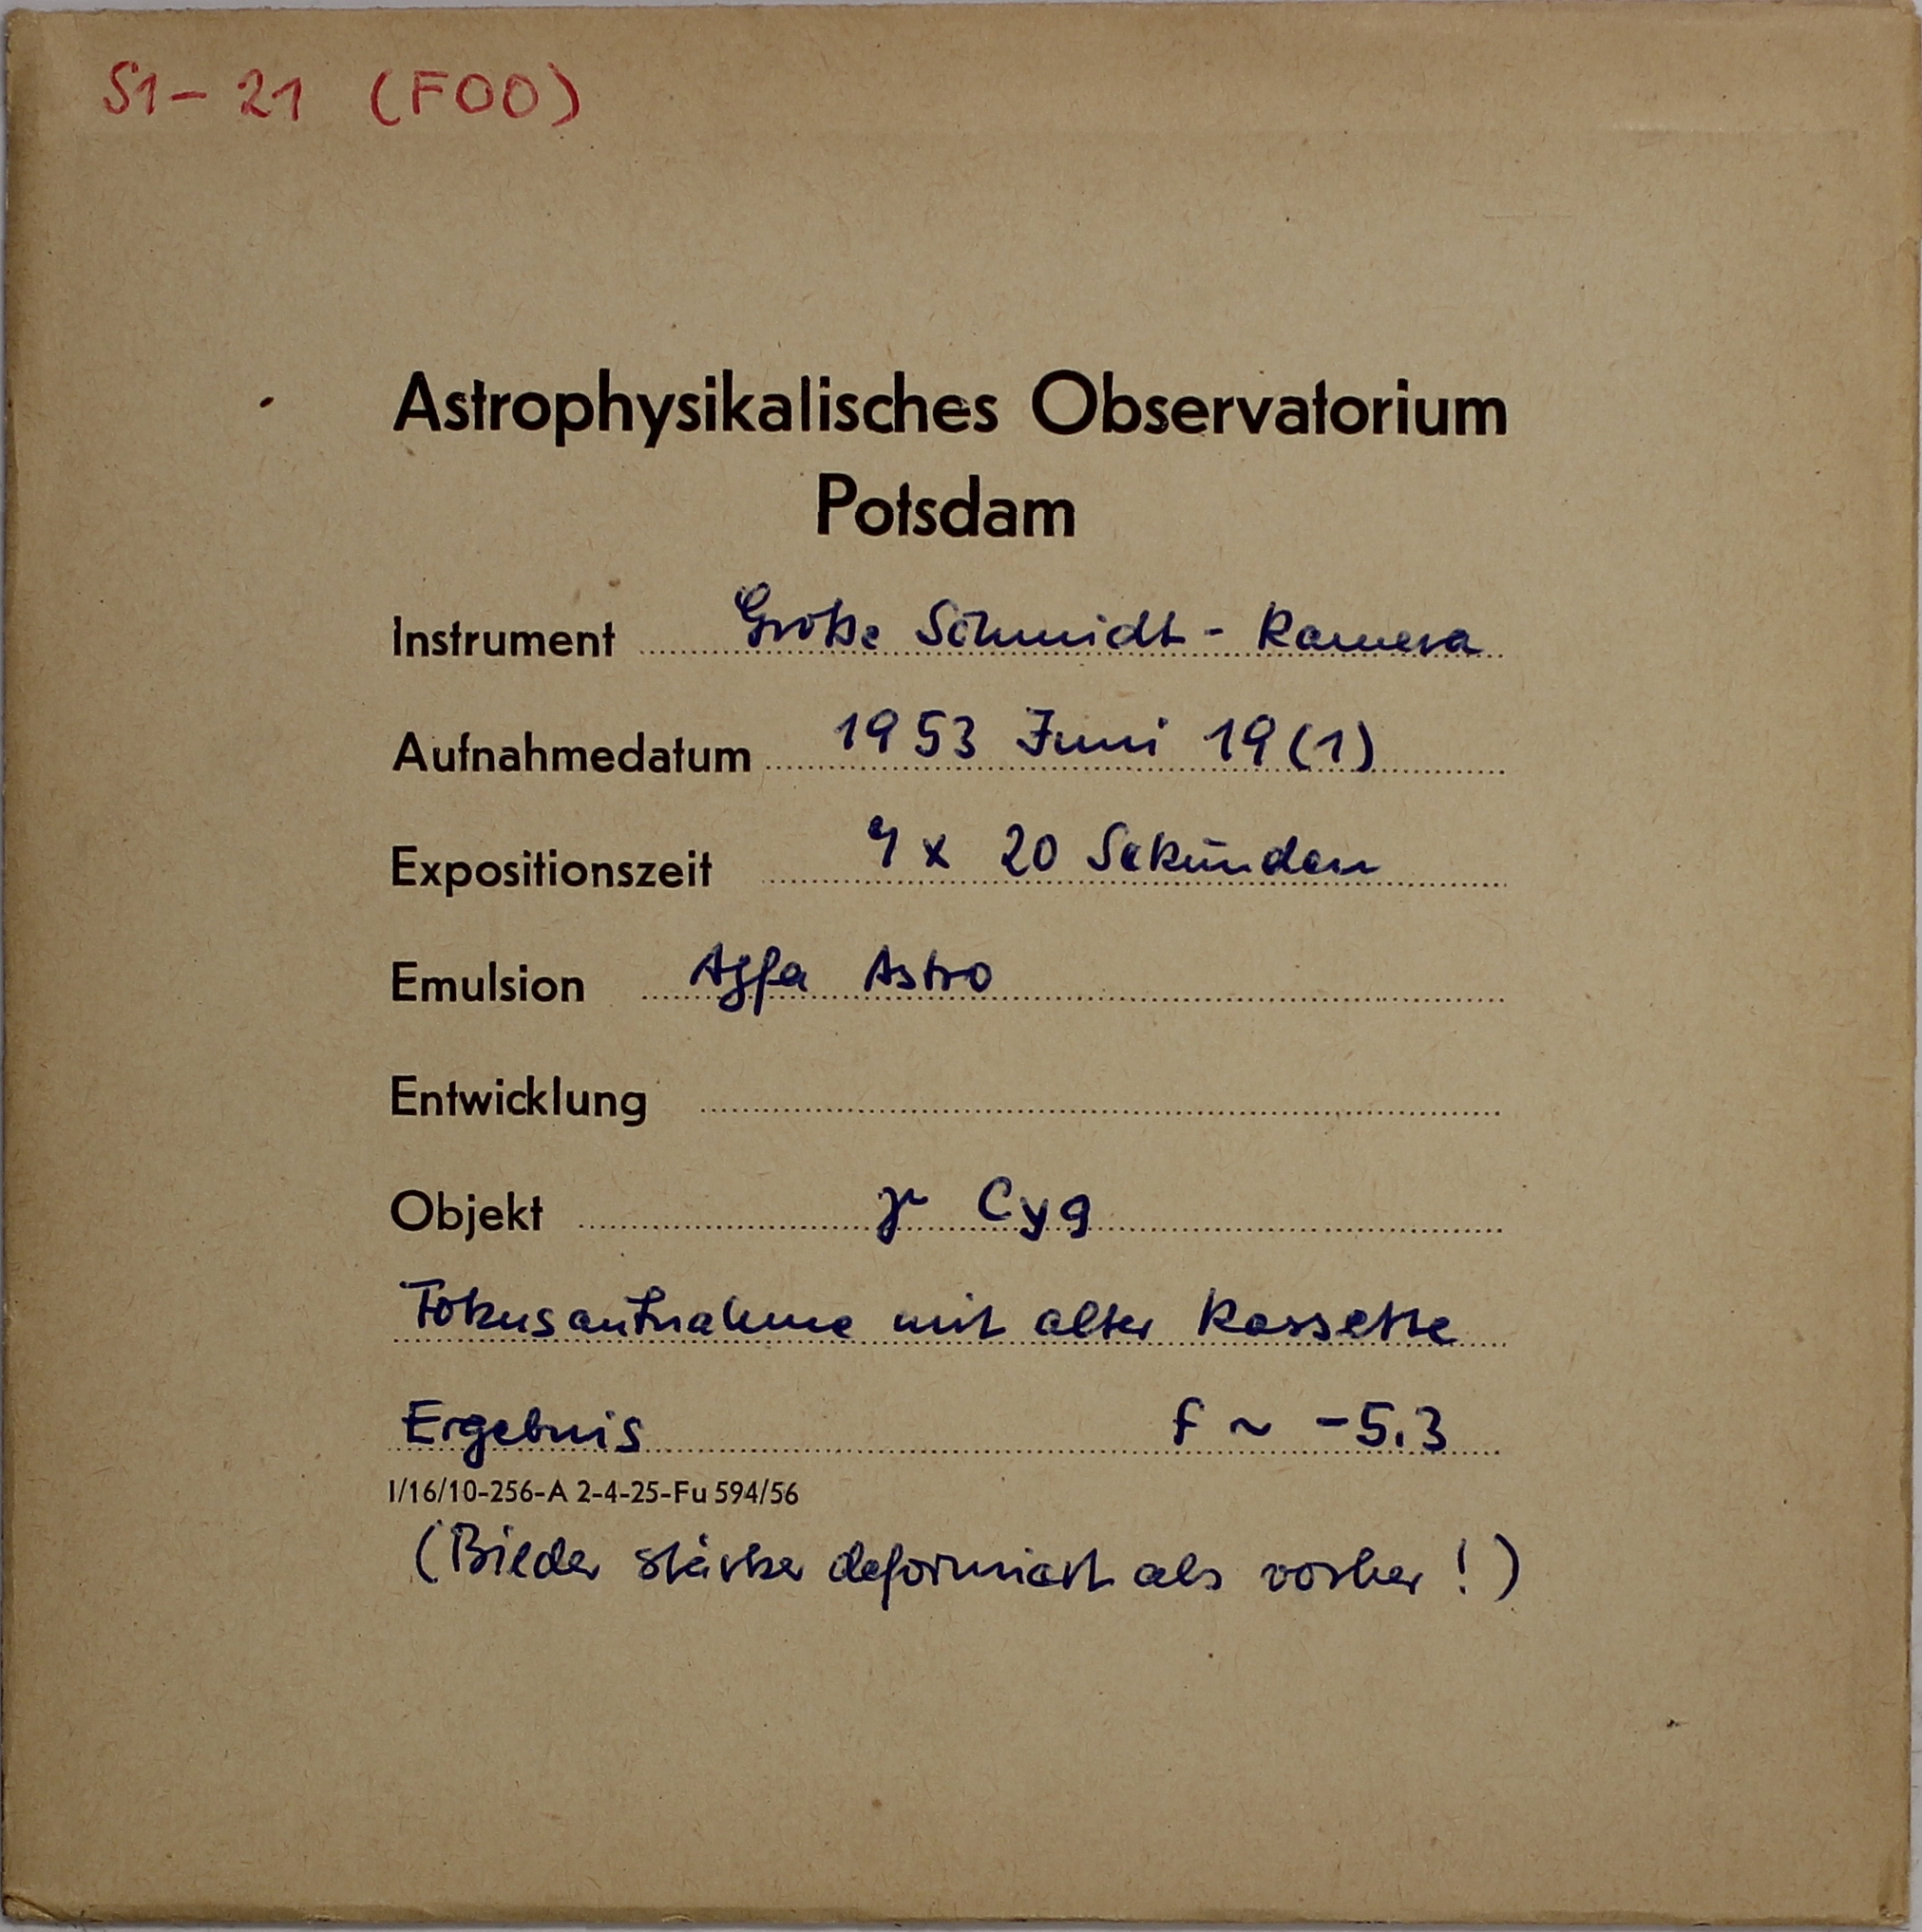 S1 - 21 (FOO)
Astrophysikalisches Observatorium
Potsdam
Instrument Große Schmidt - Kamera
Aufnahmedatum 1953 Juni 19 (1)
Expositionszeit 9 x 20 Sekunden
Emulsion Agfa Astro
Entwicklung
Objekt γ Cyg
Fokusaufnahme mit alter Kassette
Ergebnis f ~ -5.3
I/16/10-256-A 2-4-25-Fu 594/56
(Bilder stärker deformiert als vorher !)